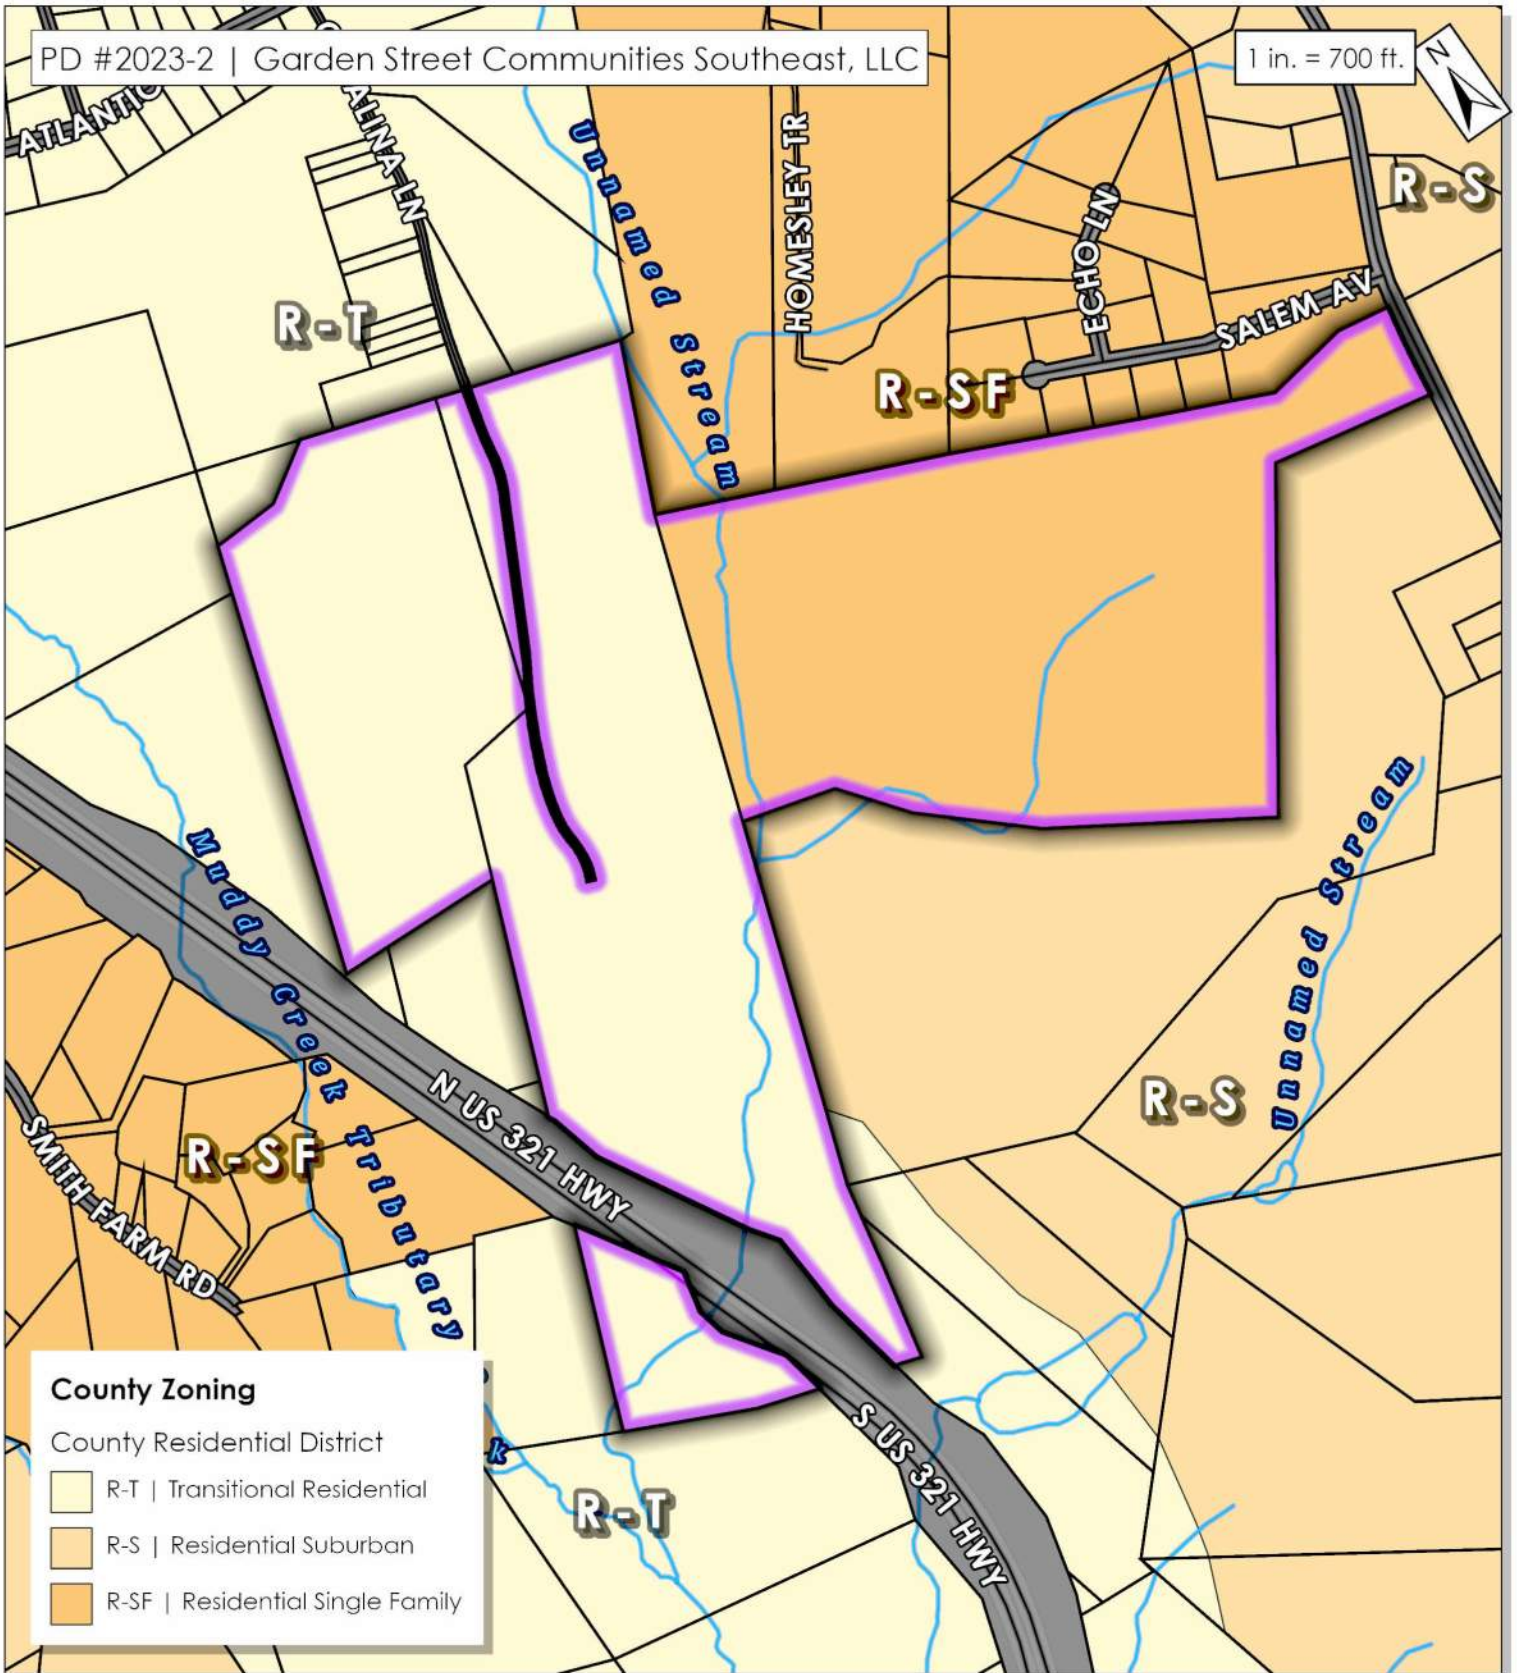 PD #2023-2 | Garden Street Communities Southeast, LLC
1 in. = 700 ft.
N
ATLANTIC
ALINA LN
Unnamed Stream
HOMESLEY TR
ECHO LN
SALEM AV
R-S
R-T
R-SF
Muddy Creek Tributary
Unnamed Stream
N US 321 HWY
R-S
R-SF
SMITH FARM RD
S US 321 HWY
k
R-T
County Zoning
County Residential District
R-T | Transitional Residential
R-S | Residential Suburban
R-SF | Residential Single Family